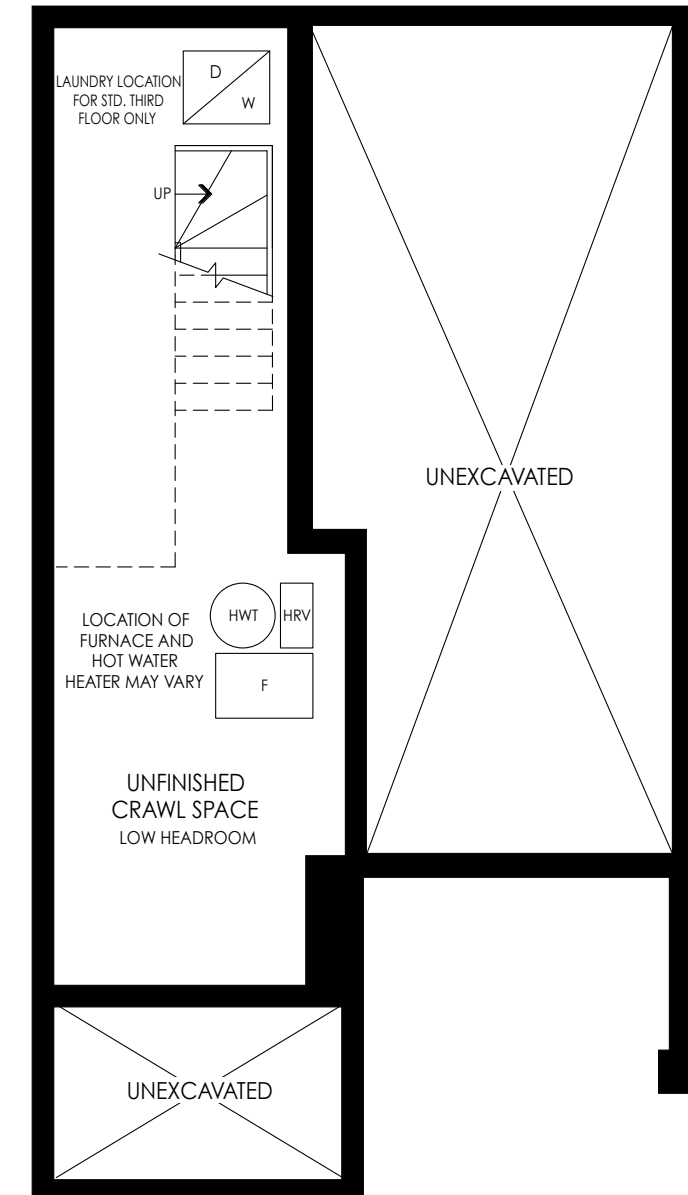 LAUNDRY LOCATION
FOR STD. THIRD
FLOOR ONLY
D
W
UP
UNEXCAVATED
LOCATION OF
FURNACE AND
HOT WATER
HEATER MAY VARY
HWT
HRV
F
UNFINISHED
CRAWL SPACE
LOW HEADROOM
UNEXCAVATED